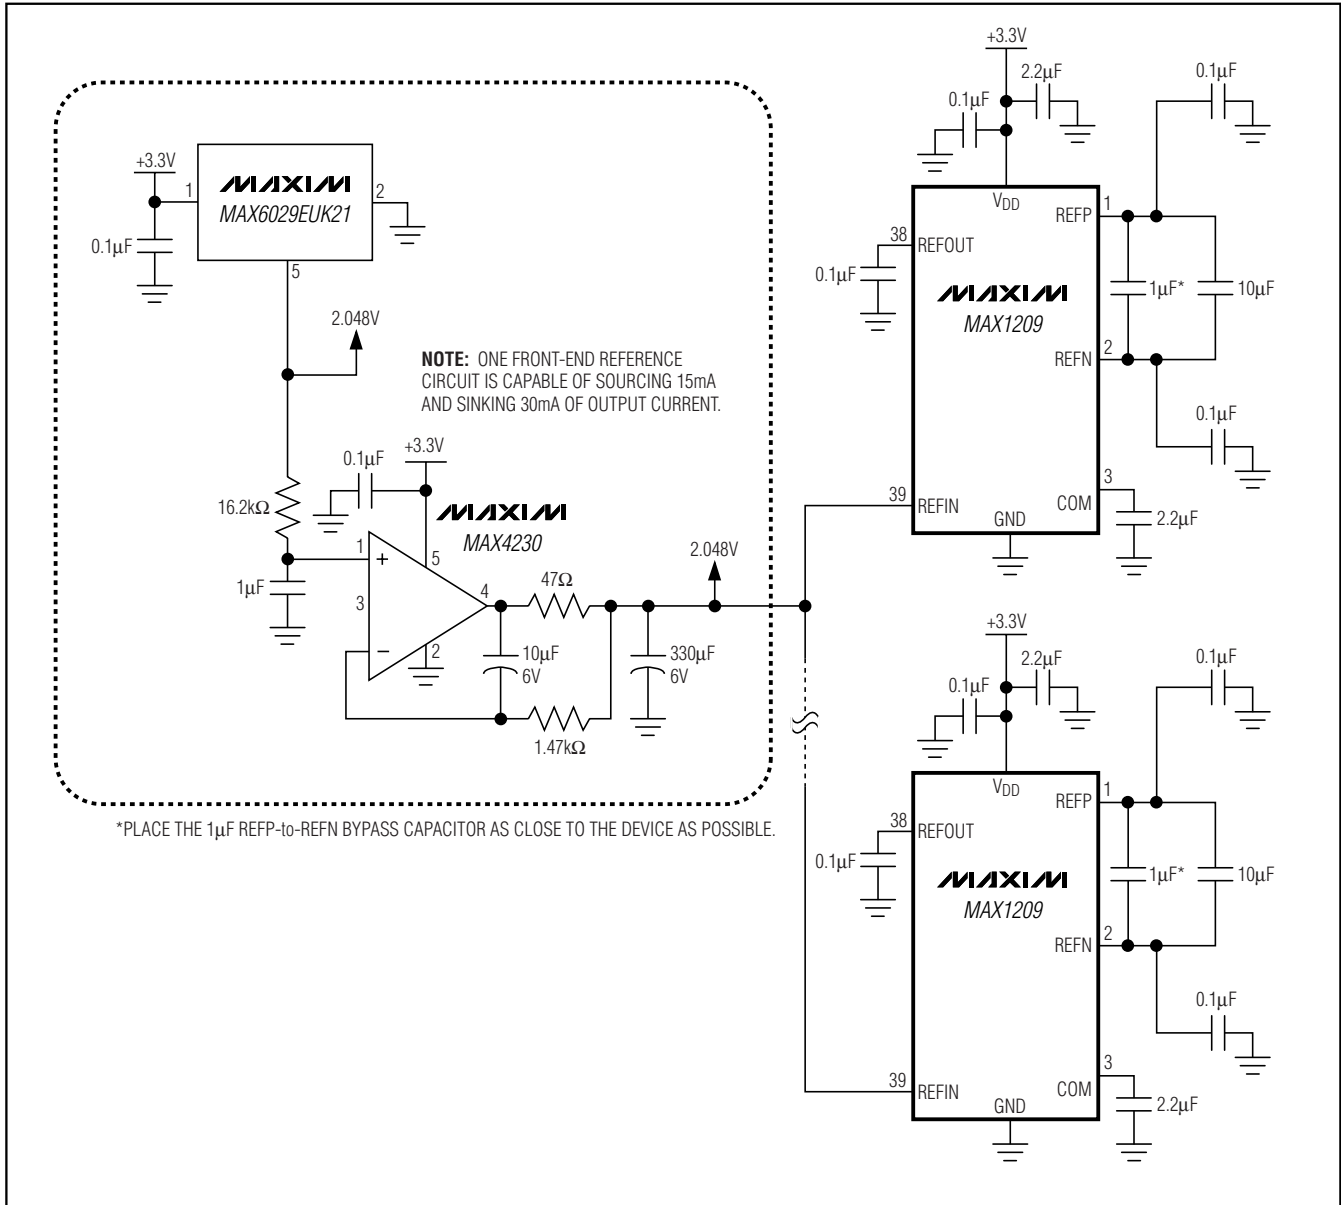 +3.3V
1
MAXIM
MAX6029EUK21
2
0.1µF
5
2.048V
NOTE: ONE FRONT-END REFERENCE
CIRCUIT IS CAPABLE OF SOURCING 15mA
AND SINKING 30mA OF OUTPUT CURRENT.
16.2kΩ
0.1µF
+3.3V
MAXIM
MAX4230
1
+
5
1µF
3
4
−
2
47Ω
2.048V
10µF
6V
330µF
6V
1.47kΩ
*PLACE THE 1µF REFP-to-REFN BYPASS CAPACITOR AS CLOSE TO THE DEVICE AS POSSIBLE.
+3.3V
2.2µF
0.1µF
0.1µF
VDD
REFP
1
38
REFOUT
0.1µF
MAXIM
MAX1209
1µF*
10µF
REFN
2
0.1µF
3
39
REFIN
COM
GND
2.2µF
+3.3V
2.2µF
0.1µF
0.1µF
VDD
REFP
1
38
REFOUT
0.1µF
MAXIM
MAX1209
1µF*
10µF
REFN
2
0.1µF
3
39
REFIN
COM
GND
2.2µF